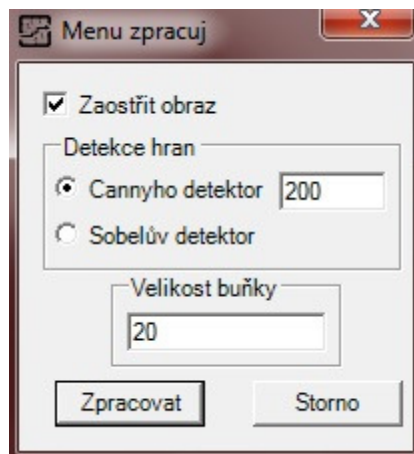 Menu zpracuj
Zaostřit obraz
Detekce hran
Cannyho detektor 200
Sobelův detektor
Velikost buňky
20
Zpracovat Storno